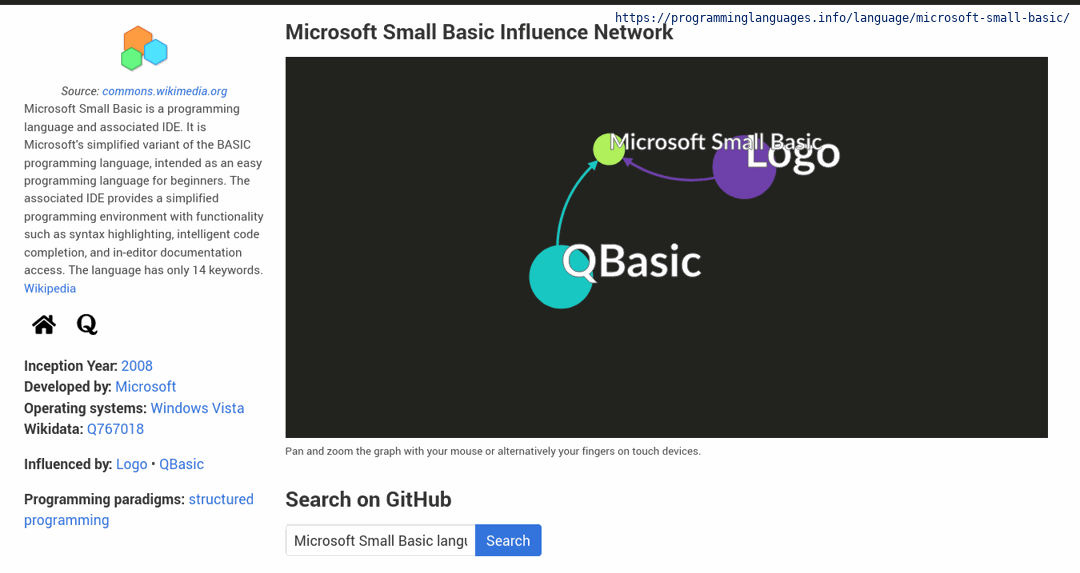 https://programminglanguages.info/language/microsoft-small-basic/
Source: commons.wikimedia.org
Microsoft Small Basic is a programming
language and associated IDE. It is
Microsoft's simplified variant of the BASIC
programming language, intended as an easy
programming language for beginners. The
associated IDE provides a simplified
programming environment with functionality
such as syntax highlighting, intelligent code
completion, and in-editor documentation
access. The language has only 14 keywords.
Wikipedia
Q
Inception Year: 2008
Developed by: Microsoft
Operating systems: Windows Vista
Wikidata: Q767018
Influenced by: Logo • QBasic
Programming paradigms: structured
programming
Microsoft Small Basic Influence Network
Microsoft Small Basic
Logo
QBasic
Pan and zoom the graph with your mouse or alternatively your fingers on touch devices.
Search on GitHub
Microsoft Small Basic langu
Search